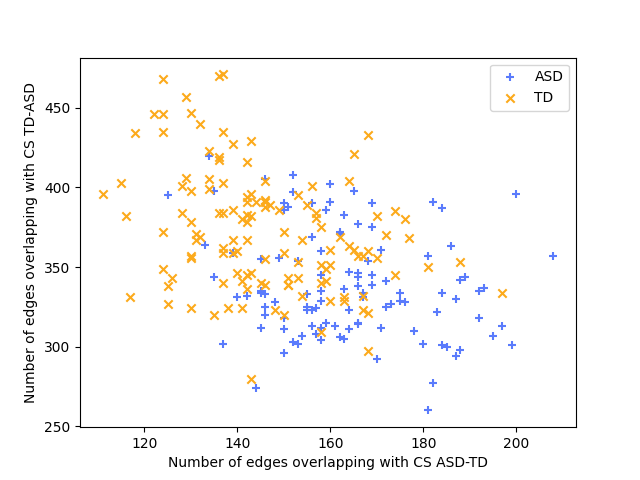 ASD
TD
450
400
350
300
250
120
140
160
180
200
Number of edges overlapping with CS TD-ASD
Number of edges overlapping with CS ASD-TD